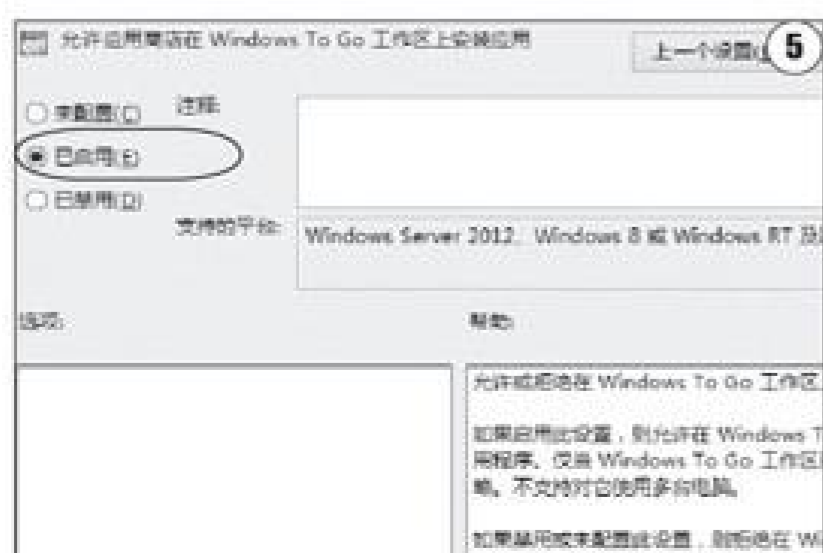 允许应用商店在 Windows To Go 工作区上安装应用
上一个设置(
5
未配置(C)
注释:
已启用(E)
已禁用(D)
支持的平台:
Windows Server 2012、Windows 8 或 Windows RT 及
选项:
帮助:
允许或拒绝在 Windows To Go 工作区
如果启用此设置，则允许在 Windows T
用程序。仅当 Windows To Go 工作区
略。不支持对它使用多台电脑。
如果禁用或未配置此设置，则拒绝在 Wi